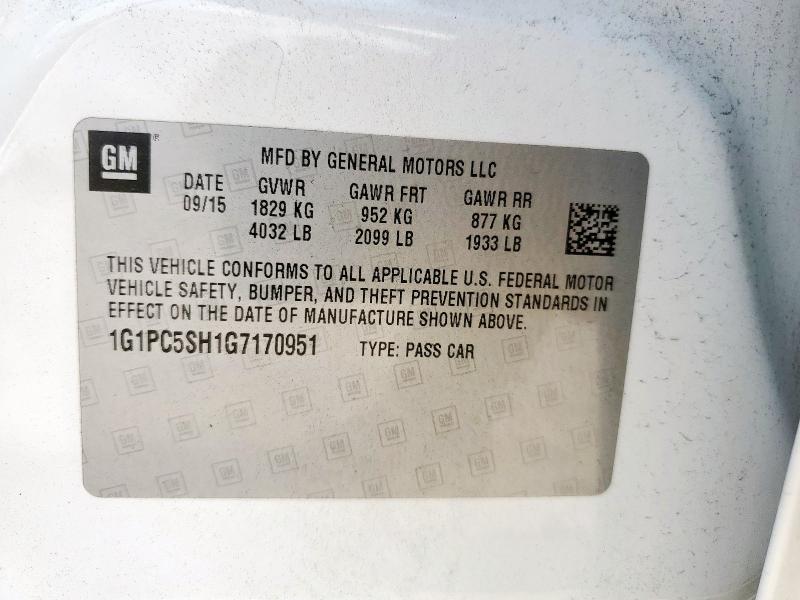 GM
MFD BY GENERAL MOTORS LLC
DATE GVWR GAWR FRT GAWR RR
09/15 1829 KG 952 KG 877 KG
4032 LB 2099 LB 1933 LB
THIS VEHICLE CONFORMS TO ALL APPLICABLE U.S. FEDERAL MOTOR
VEHICLE SAFETY, BUMPER, AND THEFT PREVENTION STANDARDS IN
EFFECT ON THE DATE OF MANUFACTURE SHOWN ABOVE.
1G1PC5SH1G7170951 TYPE: PASS CAR